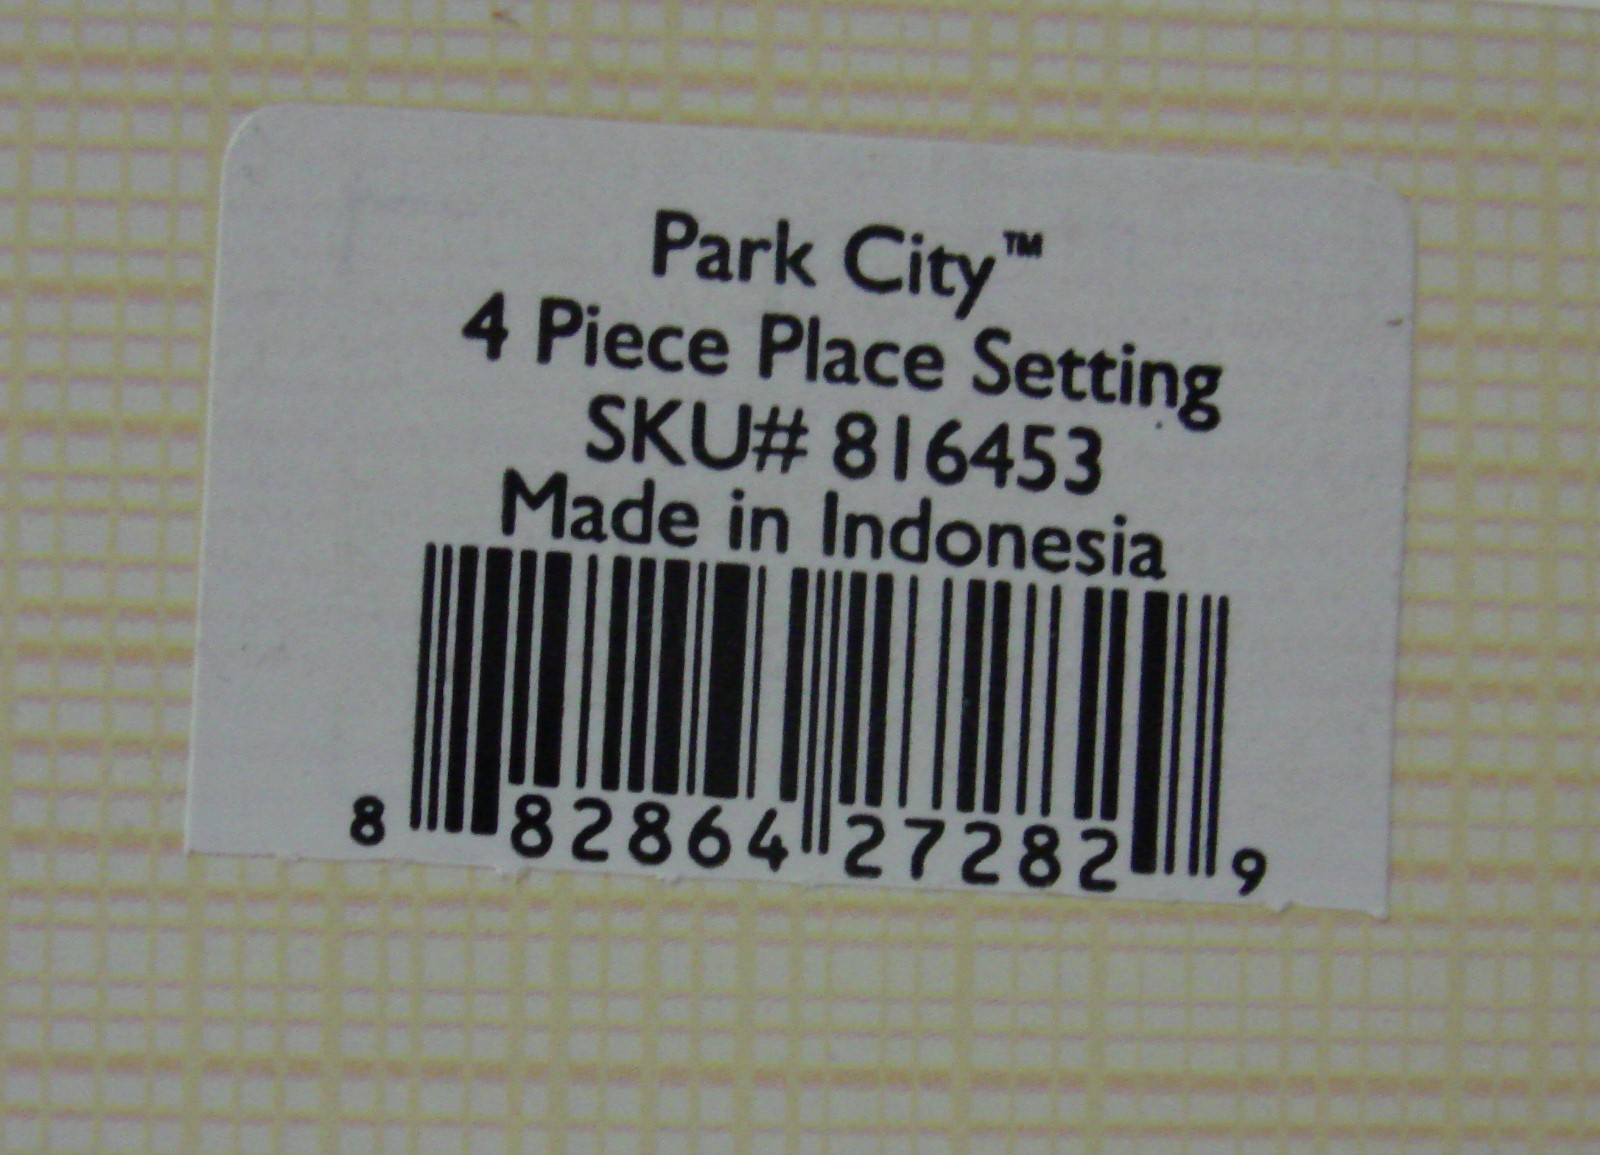 Park City™
4 Piece Place Setting
SKU# 816453
Made in Indonesia
8 82864 27282 9